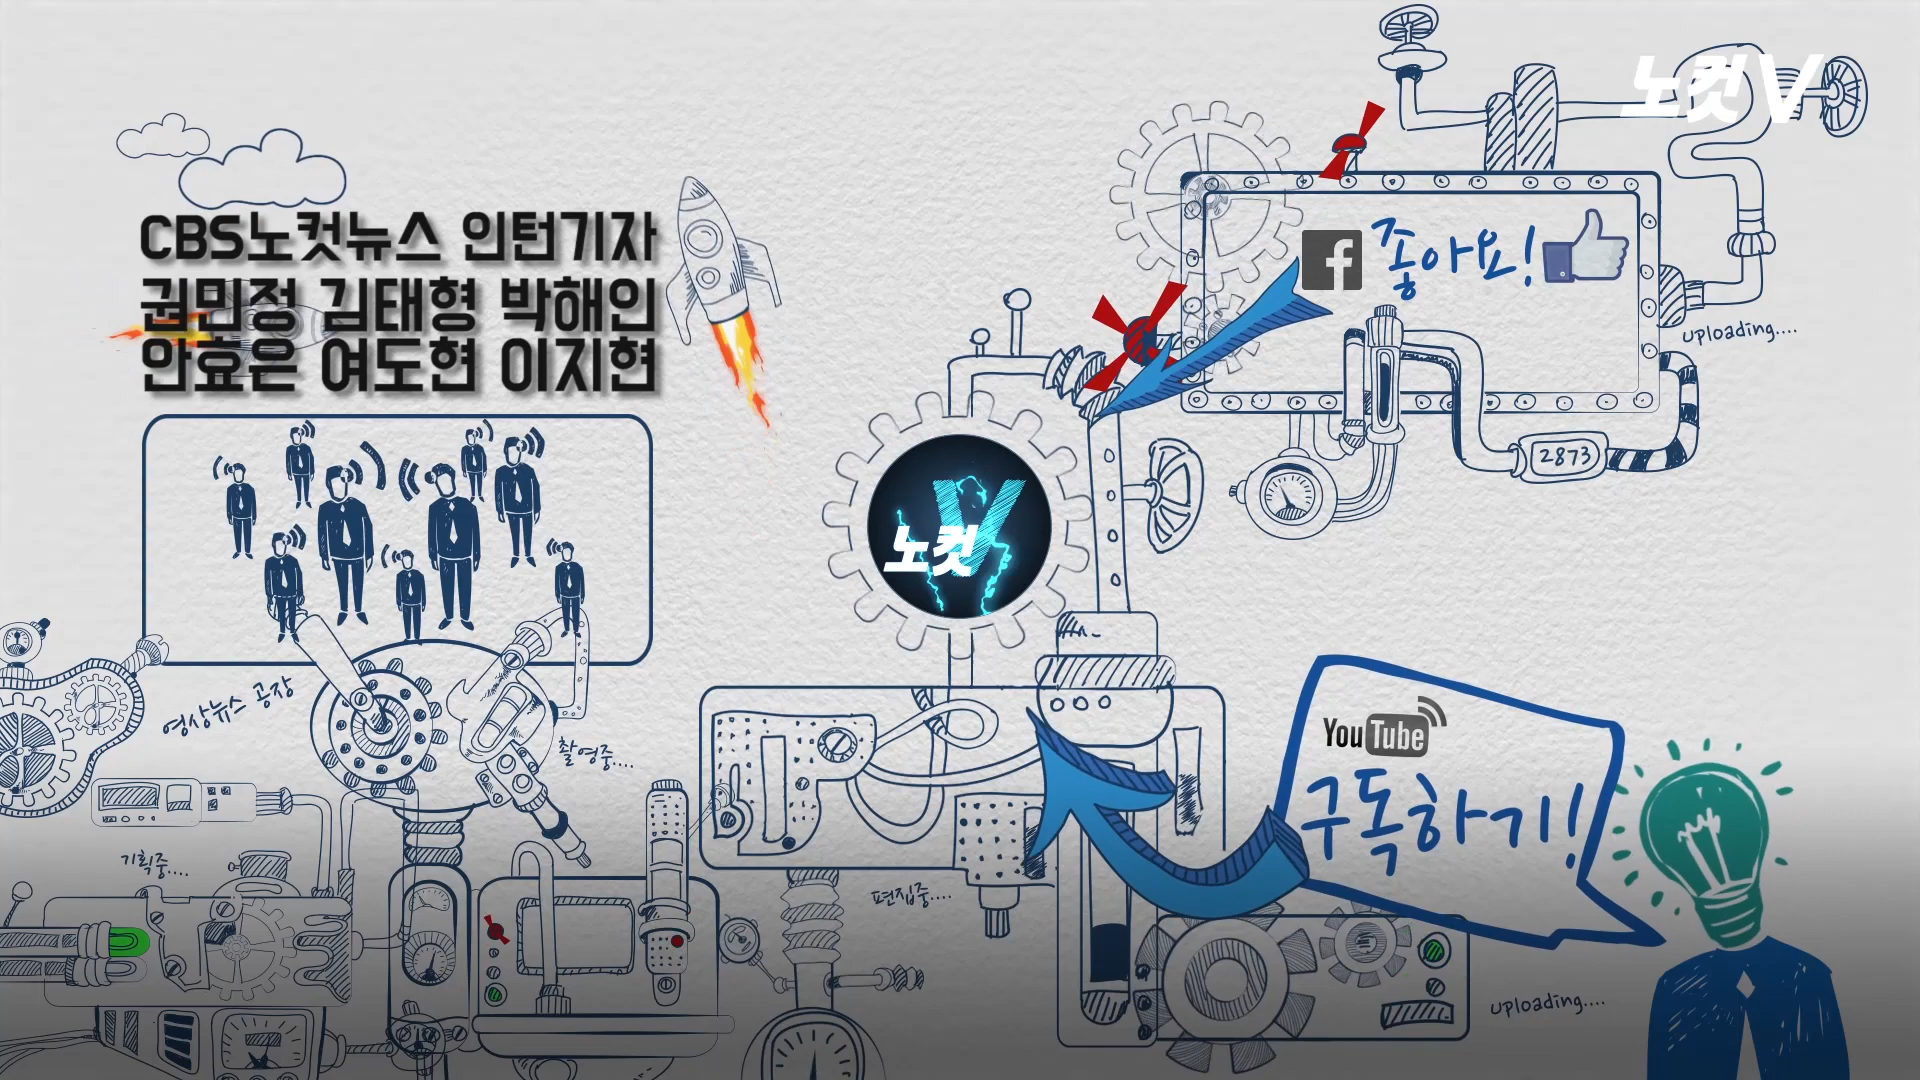 노컷V
CBS노컷뉴스 인턴기자
권민정 김태형 박해인
안효은 여도현 이지현
좋아요!
uploading....
2873
노컷V
영상뉴스 공장
촬영중....
기획중....
편집중....
YouTube
구독하기!
uploading....